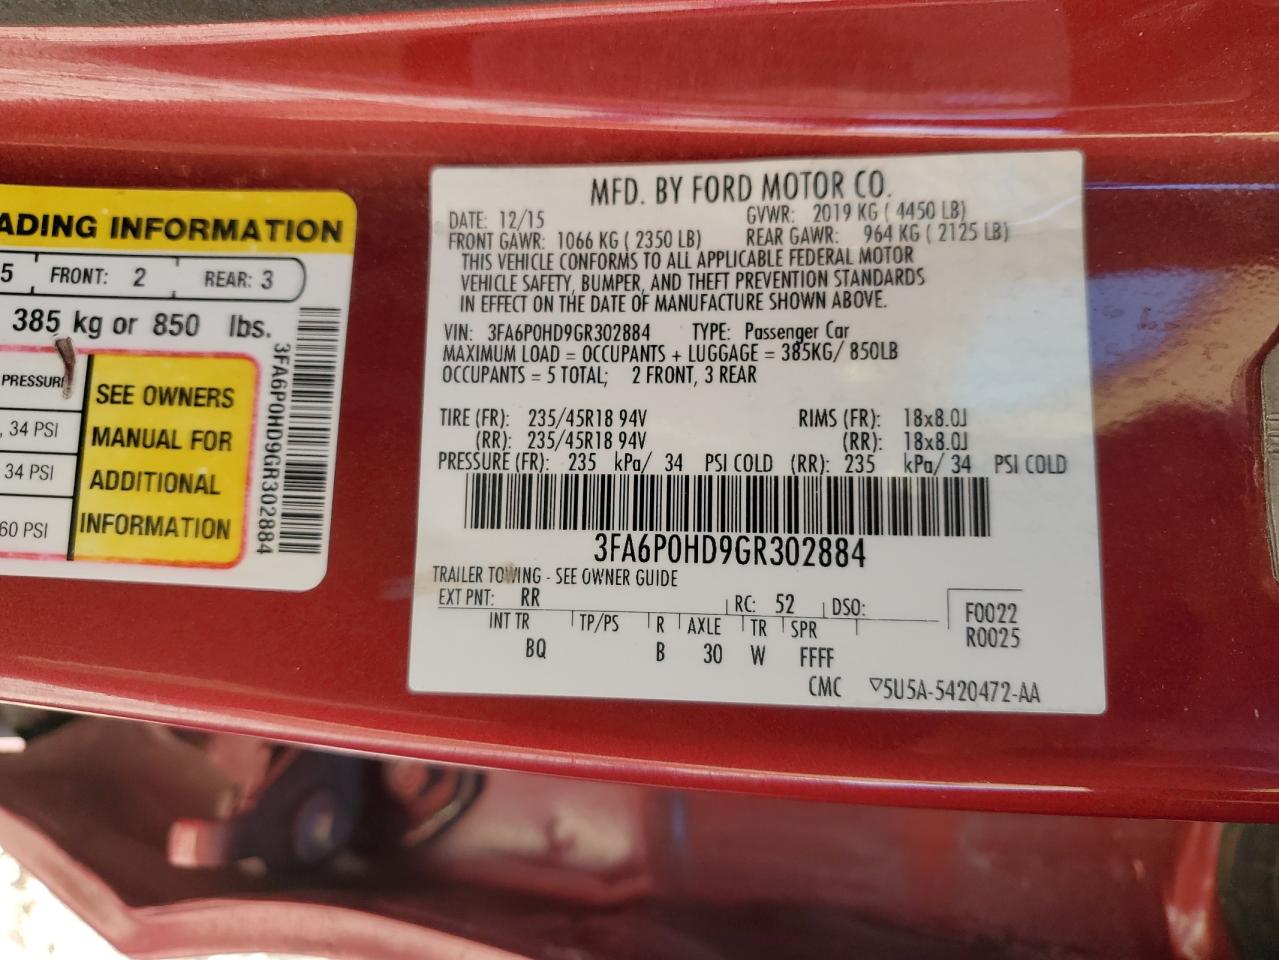 ADING INFORMATION
5 FRONT: 2 REAR: 3
385 kg or 850 lbs.
PRESSURE
, 34 PSI
34 PSI
60 PSI
SEE OWNERS
MANUAL FOR
ADDITIONAL
INFORMATION
3FA6P0HD9GR302884
MFD. BY FORD MOTOR CO.
DATE: 12/15 GVWR: 2019 KG ( 4450 LB)
FRONT GAWR: 1066 KG ( 2350 LB) REAR GAWR: 964 KG ( 2125 LB)
THIS VEHICLE CONFORMS TO ALL APPLICABLE FEDERAL MOTOR
VEHICLE SAFETY, BUMPER, AND THEFT PREVENTION STANDARDS
IN EFFECT ON THE DATE OF MANUFACTURE SHOWN ABOVE.
VIN: 3FA6P0HD9GR302884 TYPE: Passenger Car
MAXIMUM LOAD = OCCUPANTS + LUGGAGE = 385KG/ 850LB
OCCUPANTS = 5 TOTAL; 2 FRONT, 3 REAR
TIRE (FR): 235/45R18 94V RIMS (FR): 18x8.0J
(RR): 235/45R18 94V (RR): 18x8.0J
PRESSURE (FR): 235 kPa/ 34 PSI COLD (RR): 235 kPa/ 34 PSI COLD
3FA6P0HD9GR302884
TRAILER TOWING - SEE OWNER GUIDE
EXT PNT: RR RC: 52 DSO:
INT TR TP/PS R AXLE TR SPR
BQ B 30 W FFFF
F0022
R0025
CMC ▽5U5A-5420472-AA